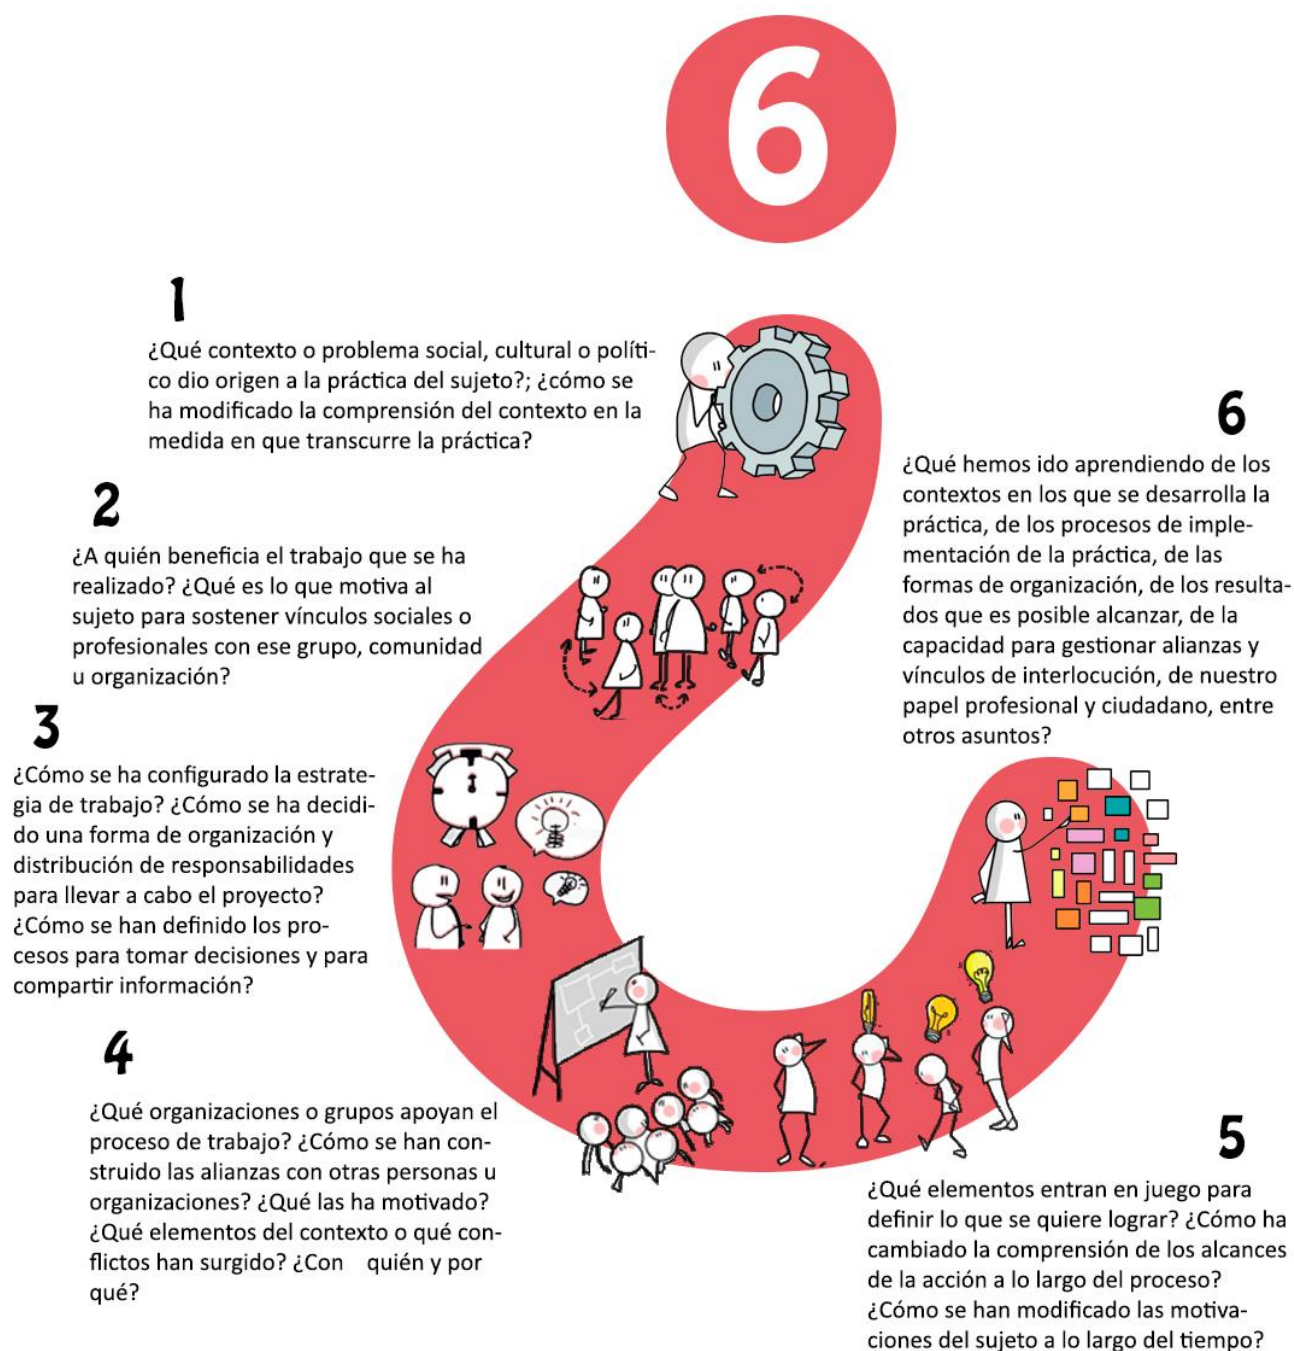 6
1
¿Qué contexto o problema social, cultural o políti-
co dio origen a la práctica del sujeto?; ¿cómo se
ha modificado la comprensión del contexto en la
medida en que transcurre la práctica?
2
¿A quién beneficia el trabajo que se ha
realizado? ¿Qué es lo que motiva al
sujeto para sostener vínculos sociales o
profesionales con ese grupo, comunidad
u organización?
3
¿Cómo se ha configurado la estrate-
gia de trabajo? ¿Cómo se ha decidi-
do una forma de organización y
distribución de responsabilidades
para llevar a cabo el proyecto?
¿Cómo se han definido los pro-
cesos para tomar decisiones y para
compartir información?
4
¿Qué organizaciones o grupos apoyan el
proceso de trabajo? ¿Cómo se han con-
struido las alianzas con otras personas u
organizaciones? ¿Qué las ha motivado?
¿Qué elementos del contexto o qué con-
flictos han surgido? ¿Con quién y por
qué?
5
¿Qué elementos entran en juego para
definir lo que se quiere lograr? ¿Cómo ha
cambiado la comprensión de los alcances
de la acción a lo largo del proceso?
¿Cómo se han modificado las motiva-
ciones del sujeto a lo largo del tiempo?
6
¿Qué hemos ido aprendiendo de los
contextos en los que se desarrolla la
práctica, de los procesos de imple-
mentación de la práctica, de las
formas de organización, de los resulta-
dos que es posible alcanzar, de la
capacidad para gestionar alianzas y
vínculos de interlocución, de nuestro
papel profesional y ciudadano, entre
otros asuntos?